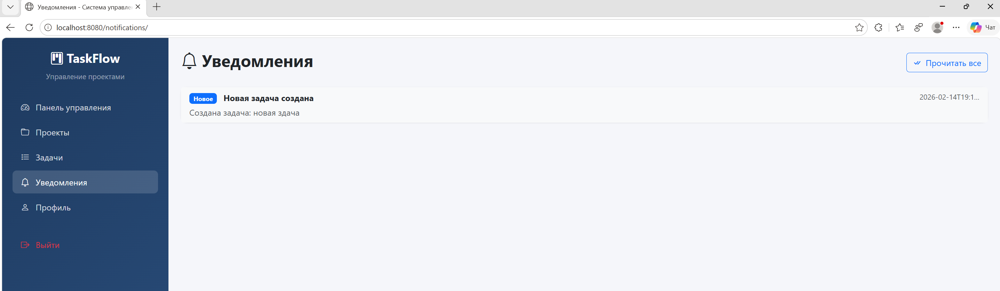 Уведомления - Система управле
localhost:8080/notifications/
Чат
TaskFlow
Управление проектами
Панель управления
Проекты
Задачи
Уведомления
Профиль
Выйти
Уведомления
Прочитать все
Новое Новая задача создана
2026-02-14T19:1...
Создана задача: новая здача